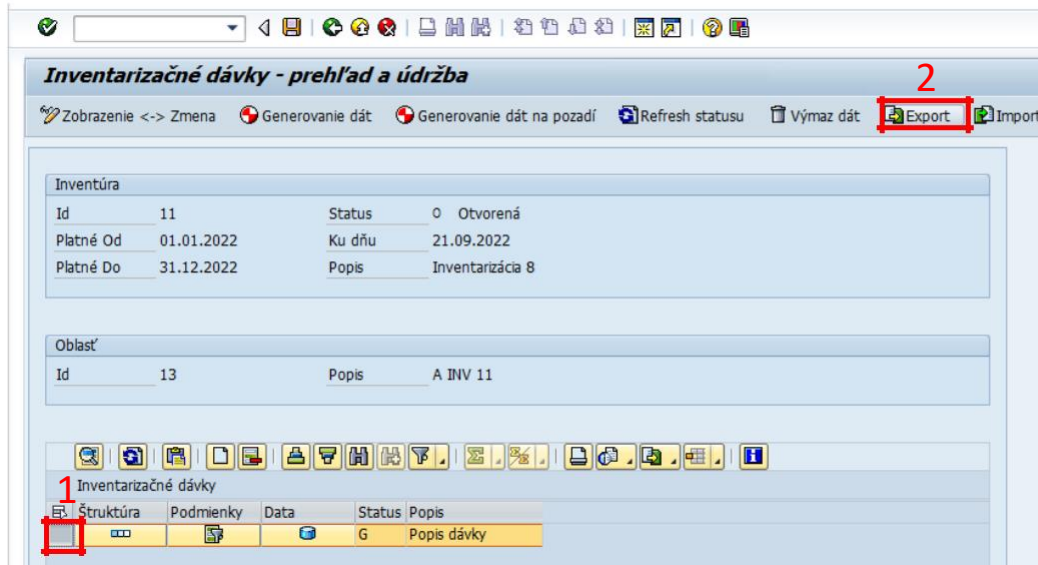 Inventarizačné dávky - prehľad a údržba
2
Zobrazenie <-> Zmena Generovanie dát Generovanie dát na pozadí Refresh statusu Výmaz dát Export Import
Inventúra
Id 11 Status O Otvorená
Platné Od 01.01.2022 Ku dňu 21.09.2022
Platné Do 31.12.2022 Popis Inventarizácia 8
Oblasť
Id 13 Popis A INV 11
1
Inventarizačné dávky
Štruktúra Podmienky Data Status Popis
G Popis dávky